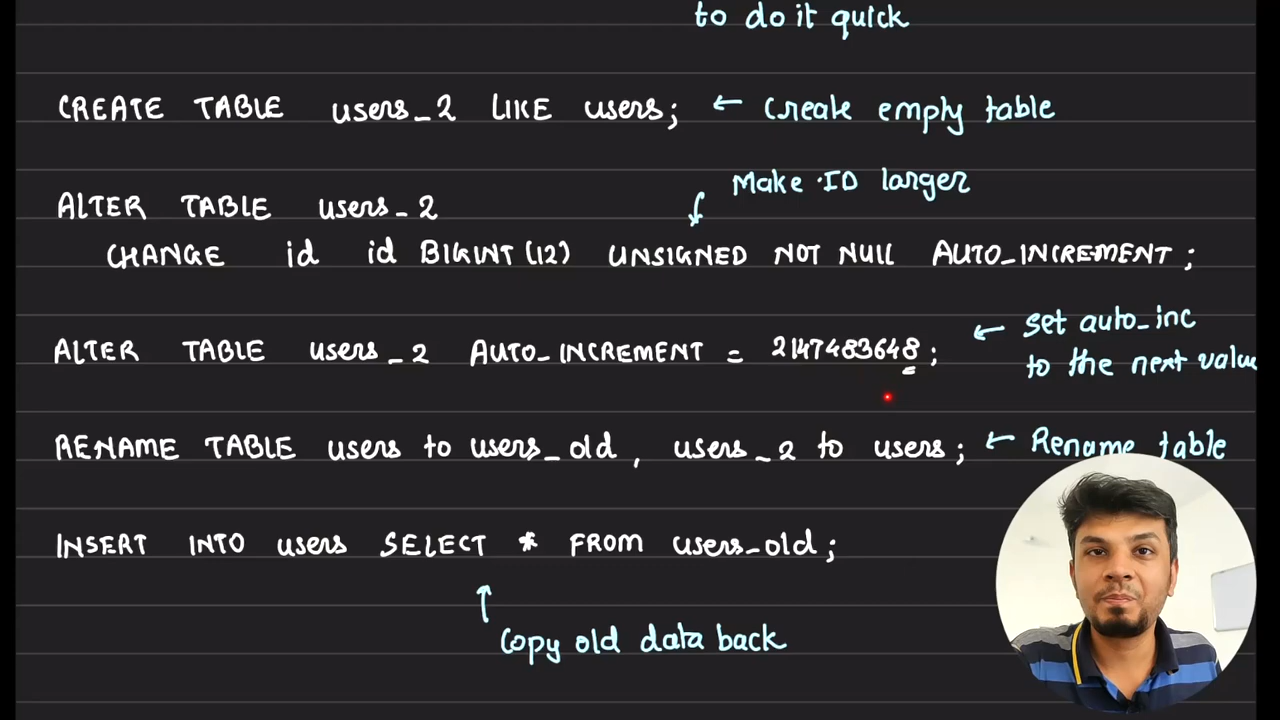 to do it quick
CREATE TABLE users_2 LIKE users; ← Create empty table
Make ID larger
ALTER TABLE users_2
CHANGE id id BIGINT(12) UNSIGNED NOT NULL AUTO_INCREMENT;
ALTER TABLE users_2 AUTO_INCREMENT = 2147483648; ← Set auto_inc
to the next value
RENAME TABLE users to users_old, users_2 to users; ← Rename table
INSERT INTO users SELECT * FROM users_old;
Copy old data back